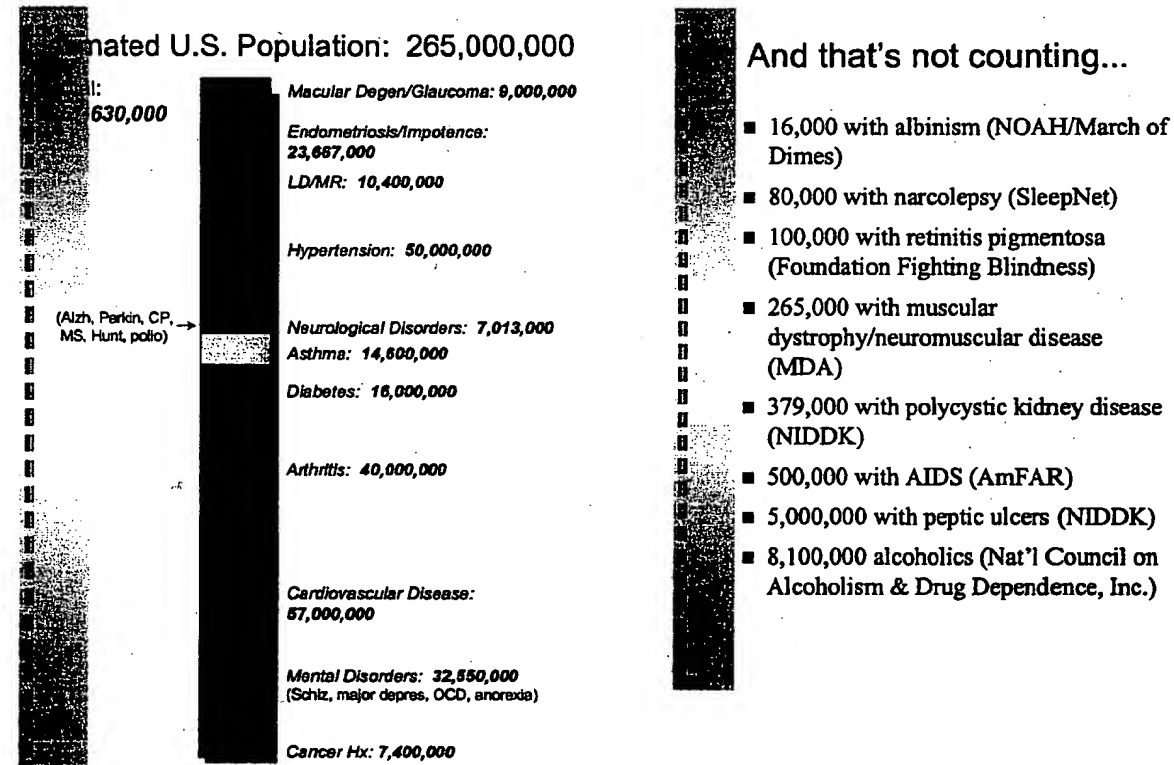 mated U.S. Population: 265,000,000
l:
630,000
Macular Degen/Glaucoma: 9,000,000
Endometriosis/Impotence:
23,667,000
LD/MR: 10,400,000
Hypertension: 50,000,000
(Alzh, Parkin, CP,
MS, Hunt, polio)
Neurological Disorders: 7,013,000
Asthma: 14,600,000
Diabetes: 16,000,000
Arthritis: 40,000,000
Cardiovascular Disease:
57,000,000
Mental Disorders: 32,550,000
(Schiz, major depres, OCD, anorexia)
Cancer Hx: 7,400,000
And that's not counting...
■ 16,000 with albinism (NOAH/March of
Dimes)
■ 80,000 with narcolepsy (SleepNet)
■ 100,000 with retinitis pigmentosa
(Foundation Fighting Blindness)
■ 265,000 with muscular
dystrophy/neuromuscular disease
(MDA)
■ 379,000 with polycystic kidney disease
(NIDDK)
■ 500,000 with AIDS (AmFAR)
■ 5,000,000 with peptic ulcers (NIDDK)
■ 8,100,000 alcoholics (Nat'l Council on
Alcoholism & Drug Dependence, Inc.)